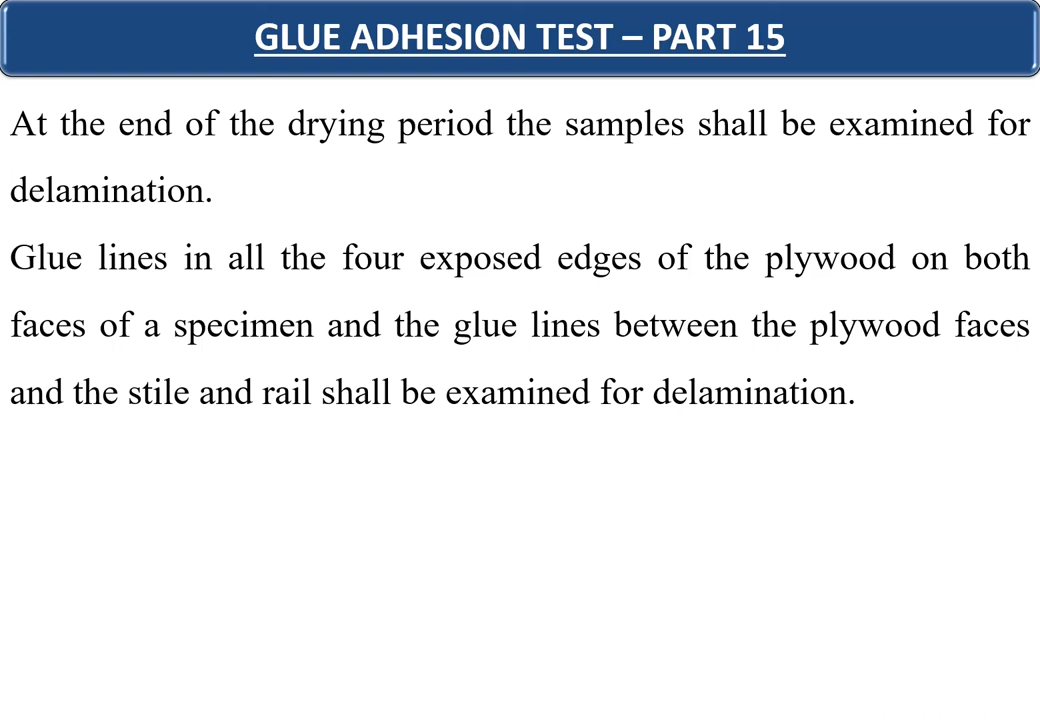 GLUE ADHESION TEST – PART 15
At the end of the drying period the samples shall be examined for
delamination.
Glue lines in all the four exposed edges of the plywood on both
faces of a specimen and the glue lines between the plywood faces
and the stile and rail shall be examined for delamination.